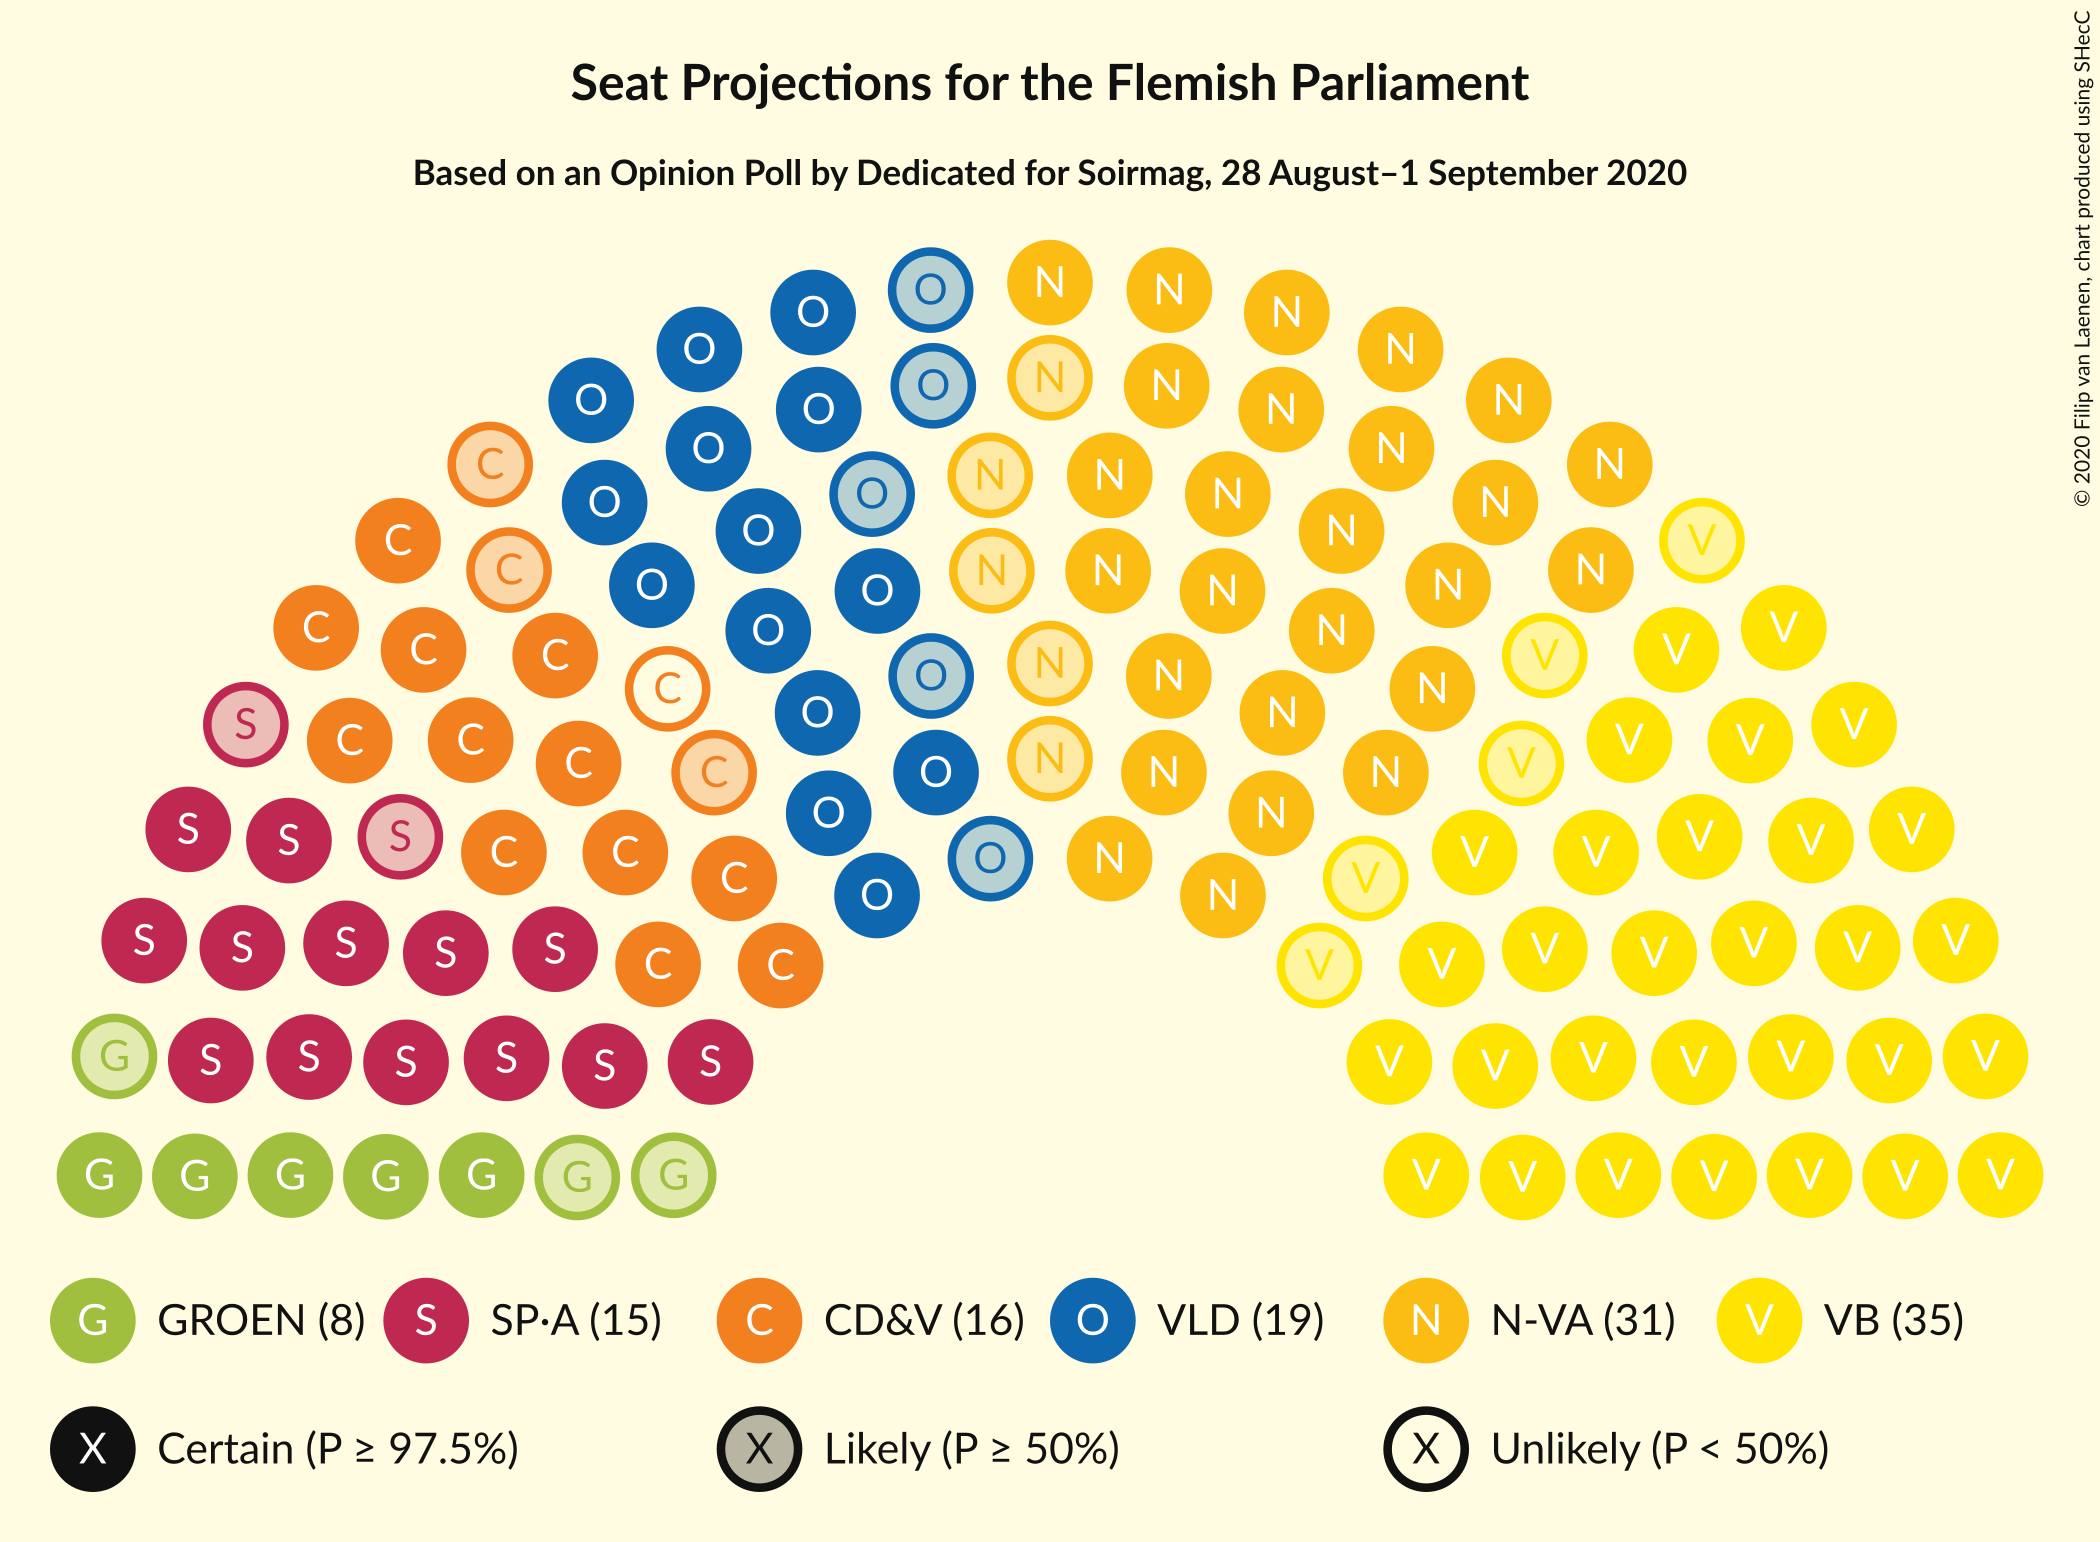 © 2020 Filip van Laenen, chart produced using SHecC
Seat Projections for the Flemish Parliament
Based on an Opinion Poll by Dedicated for Soirmag, 28 August–1 September 2020
O N N
O N
O N
O N N
O N
O N
O N
C N
N N
O N
O N
O N
C V
C N N N
O O N N
C O N V
C C V V
O N N
C N
S O N V
C C V V
C C O N N N V
S O N V
S S V V
C C O N V V
C O N V
S S S S S C C V V V V V V V
G S S S S S S V V V V V V V
G G G G G G G V V V V V V V
G GROEN (8) S SP·A (15) C CD&V (16) O VLD (19) N N-VA (31) V VB (35)
X Certain (P ≥ 97.5%) X Likely (P ≥ 50%) X Unlikely (P < 50%)